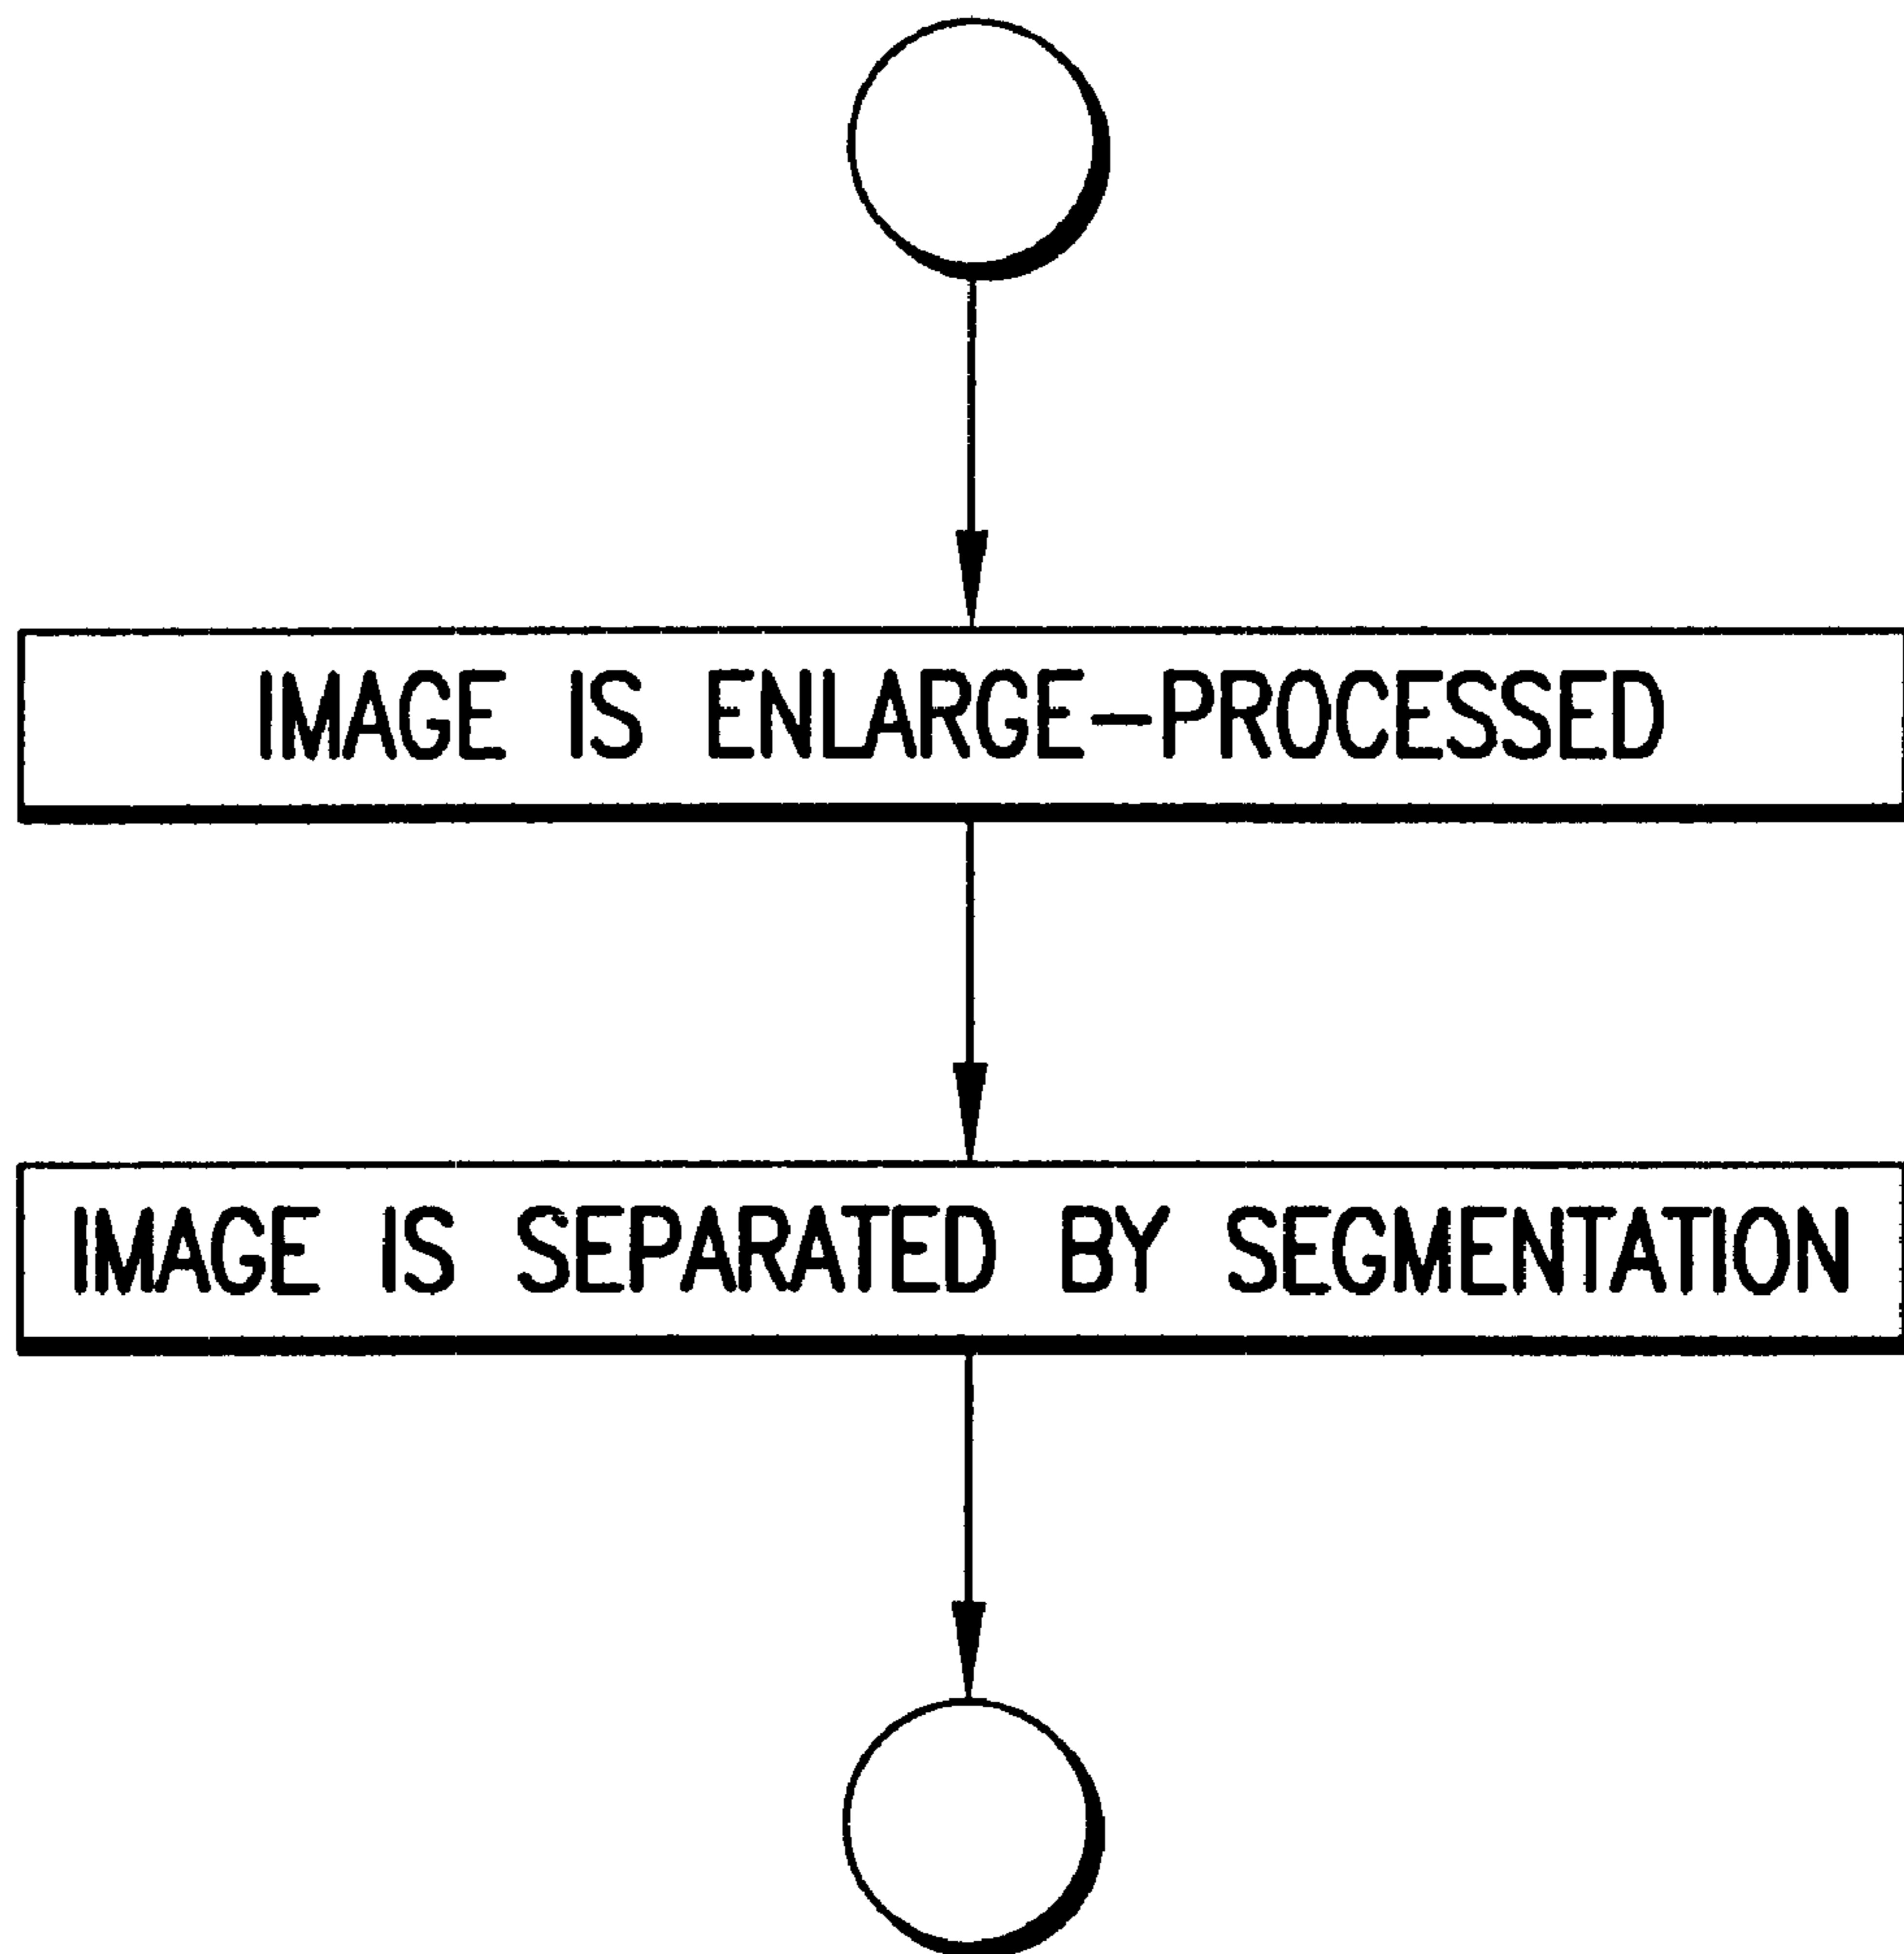 IMAGE IS ENLARGE-PROCESSED
IMAGE IS SEPARATED BY SEGMENTATION